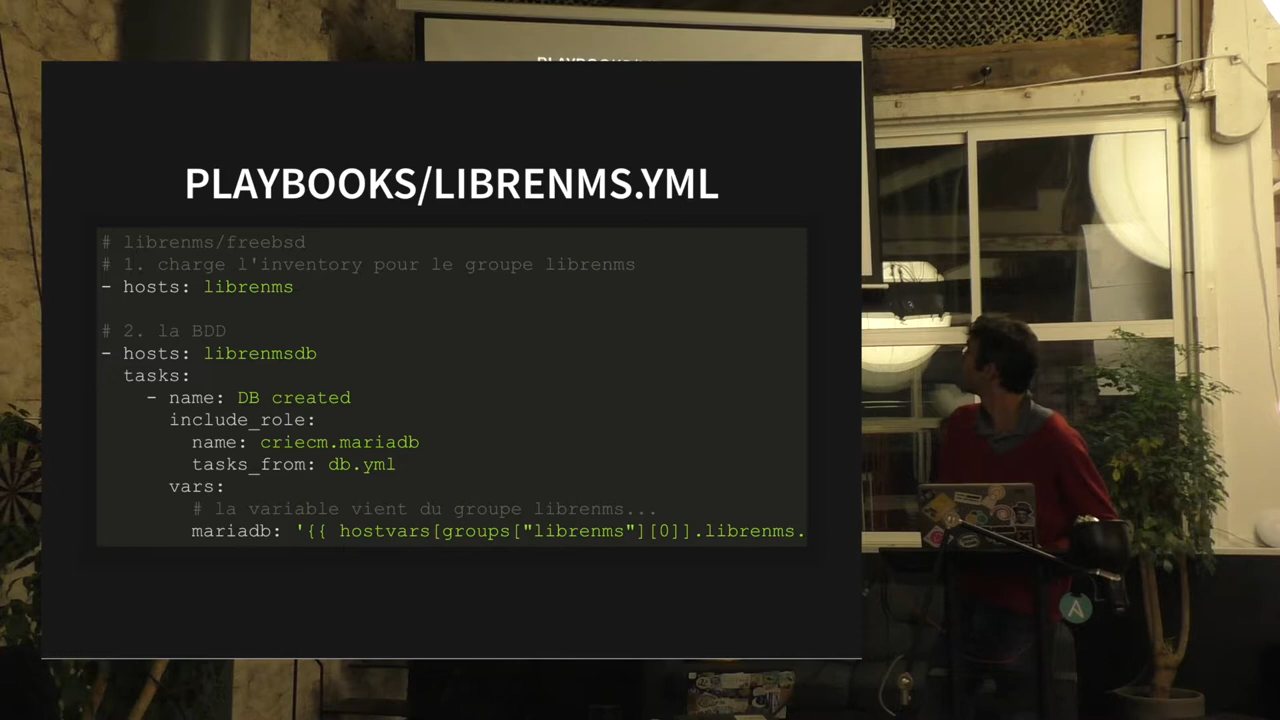 PLAYBOOKS/LIBRENMS.YML
# librenms/freebsd
# 1. charge l'inventory pour le groupe librenms
- hosts: librenms
# 2. la BDD
- hosts: librenmsdb
  tasks:
    - name: DB created
      include_role:
        name: criecm.mariadb
        tasks_from: db.yml
      vars:
        # la variable vient du groupe librenms...
        mariadb: '{{ hostvars[groups["librenms"][0]].librenms.